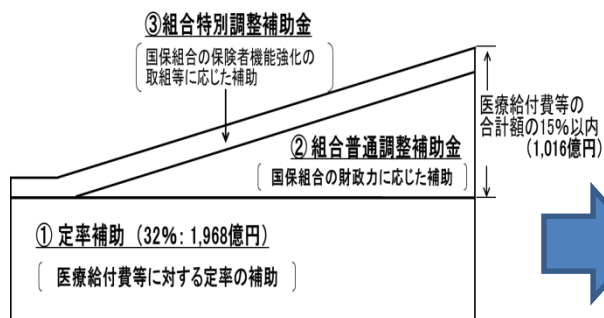 ③組合特別調整補助金
国保組合の保険者機能強化の
取組等に応じた補助
医療給付費等の
合計額の15%以内
(1,016億円)
② 組合普通調整補助金
国保組合の財政力に応じた補助
① 定率補助 (32%: 1,968億円)
医療給付費等に対する定率の補助